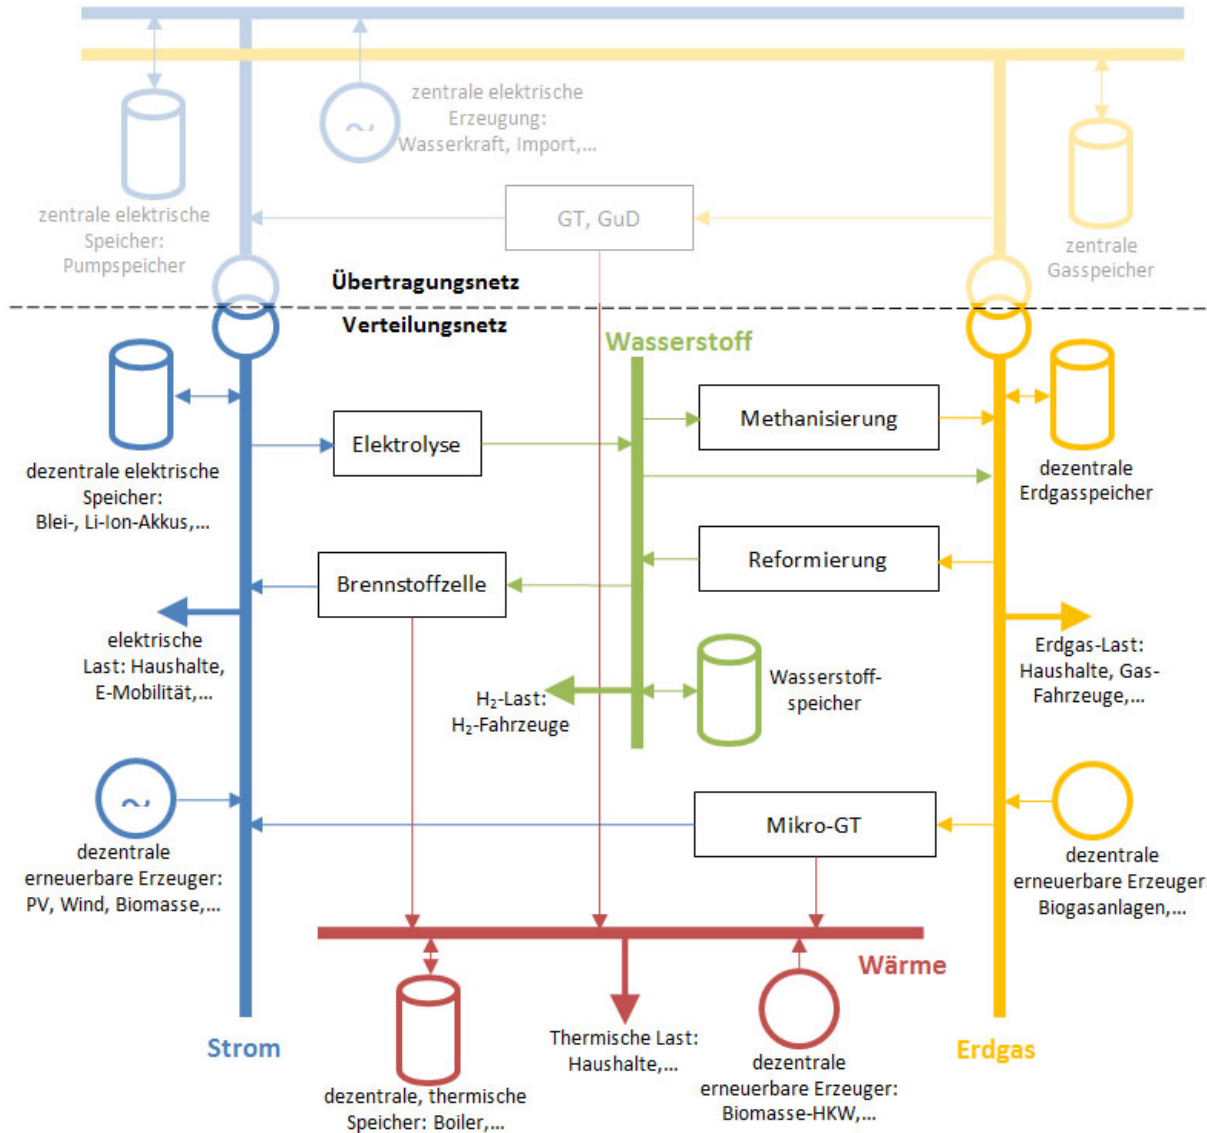 zentrale elektrische
Erzeugung:
Wasserkraft, Import,...
~
zentrale elektrische
Speicher:
Pumpspeicher
GT, GuD
zentrale
Gasspeicher
Übertragungsnetz
Verteilungsnetz
Wasserstoff
Elektrolyse
Methanisierung
dezentrale elektrische
Speicher:
Blei-, Li-Ion-Akkus,...
dezentrale
Erdgasspeicher
Brennstoffzelle
Reformierung
elektrische
Last: Haushalte,
E-Mobilität,...
Erdgas-Last:
Haushalte, Gas-
Fahrzeuge,...
H₂-Last:
H₂-Fahrzeuge
Wasserstoff-
speicher
~
dezentrale
erneuerbare Erzeuger:
PV, Wind, Biomasse,...
Mikro-GT
dezentrale
erneuerbare Erzeuger:
Biogasanlagen,...
Wärme
Strom
Erdgas
Thermische Last:
Haushalte,...
dezentrale, thermische
Speicher: Boiler,...
dezentrale
erneuerbare Erzeuger:
Biomasse-HKW,...